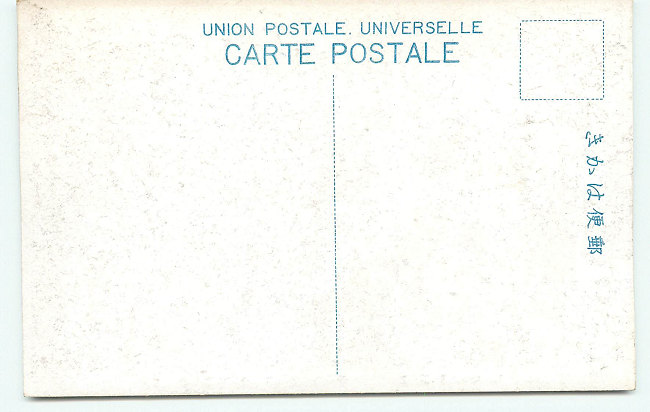 UNION POSTALE. UNIVERSELLE
CARTE POSTALE
郵便はかき